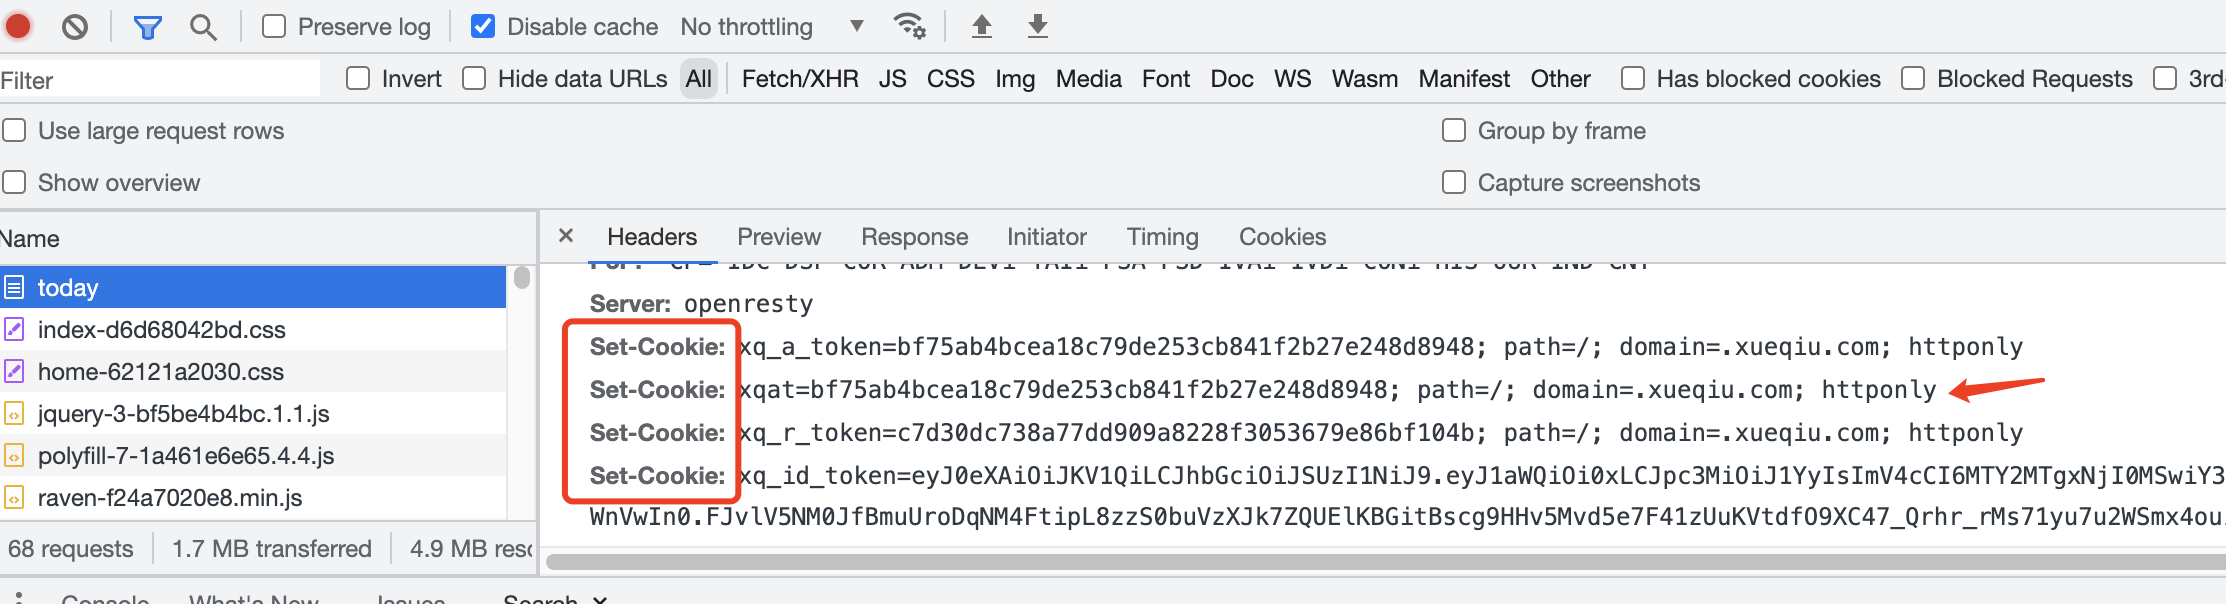 Preserve log Disable cache No throttling
Filter Invert Hide data URLs All Fetch/XHR JS CSS Img Media Font Doc WS Wasm Manifest Other Has blocked cookies Blocked Requests 3rd-
Use large request rows Group by frame
Show overview Capture screenshots
Name
× Headers Preview Response Initiator Timing Cookies
today
index-d6d68042bd.css
home-62121a2030.css
jquery-3-bf5be4b4bc.1.1.js
polyfill-7-1a461e6e65.4.4.js
raven-f24a7020e8.min.js
68 requests 1.7 MB transferred 4.9 MB resc
Server: openresty
Set-Cookie: xq_a_token=bf75ab4bcea18c79de253cb841f2b27e248d8948; path=/; domain=.xueqiu.com; httponly
Set-Cookie: xqat=bf75ab4bcea18c79de253cb841f2b27e248d8948; path=/; domain=.xueqiu.com; httponly
Set-Cookie: xq_r_token=c7d30dc738a77dd909a8228f3053679e86bf104b; path=/; domain=.xueqiu.com; httponly
Set-Cookie: xq_id_token=eyJ0eXAiOiJKV1QiLCJhbGciOiJSUzI1NiJ9.eyJ1aWQiOi0xLCJpc3MiOiJ1YyIsImV4cCI6MTY2MTgxNjI0MSwiY3
WnVwIn0.FJvlV5NM0JfBmuUroDqNM4FtipL8zzS0buVzXJk7ZQUElKBGitBscg9HHv5Mvd5e7F41zUuKVtdfO9XC47_Qrhr_rMs71yu7u2WSmx4ou
Console What's New Issues Search ×